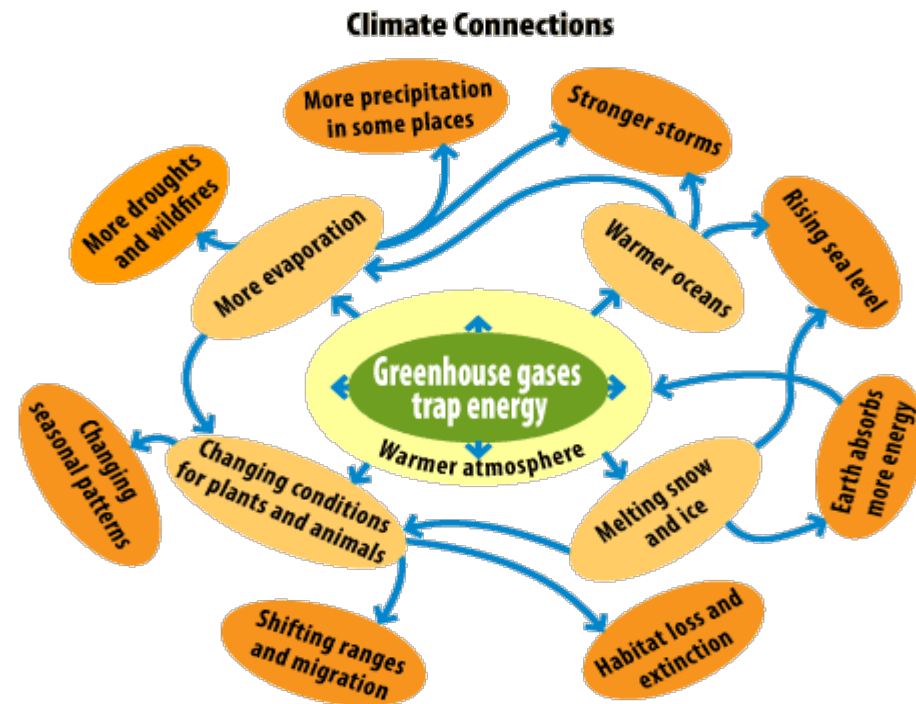 Climate Connections
More precipitation
in some places
Stronger storms
More droughts
and wildfires
More evaporation
Warmer oceans
Rising sea level
Greenhouse gases
trap energy
Warmer atmosphere
Changing
seasonal patterns
Changing conditions
for plants and animals
Melting snow
and ice
Earth absorbs
more energy
Shifting ranges
and migration
Habitat loss and
extinction